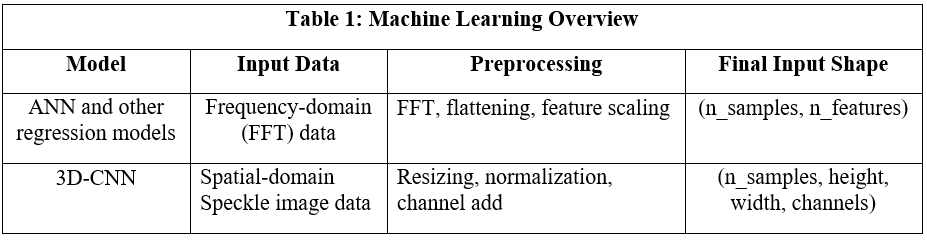 Table 1: Machine Learning Overview
Model Input Data Preprocessing Final Input Shape
ANN and other regression models
Frequency-domain (FFT) data
FFT, flattening, feature scaling
(n_samples, n_features)
3D-CNN
Spatial-domain Speckle image data
Resizing, normalization, channel add
(n_samples, height, width, channels)